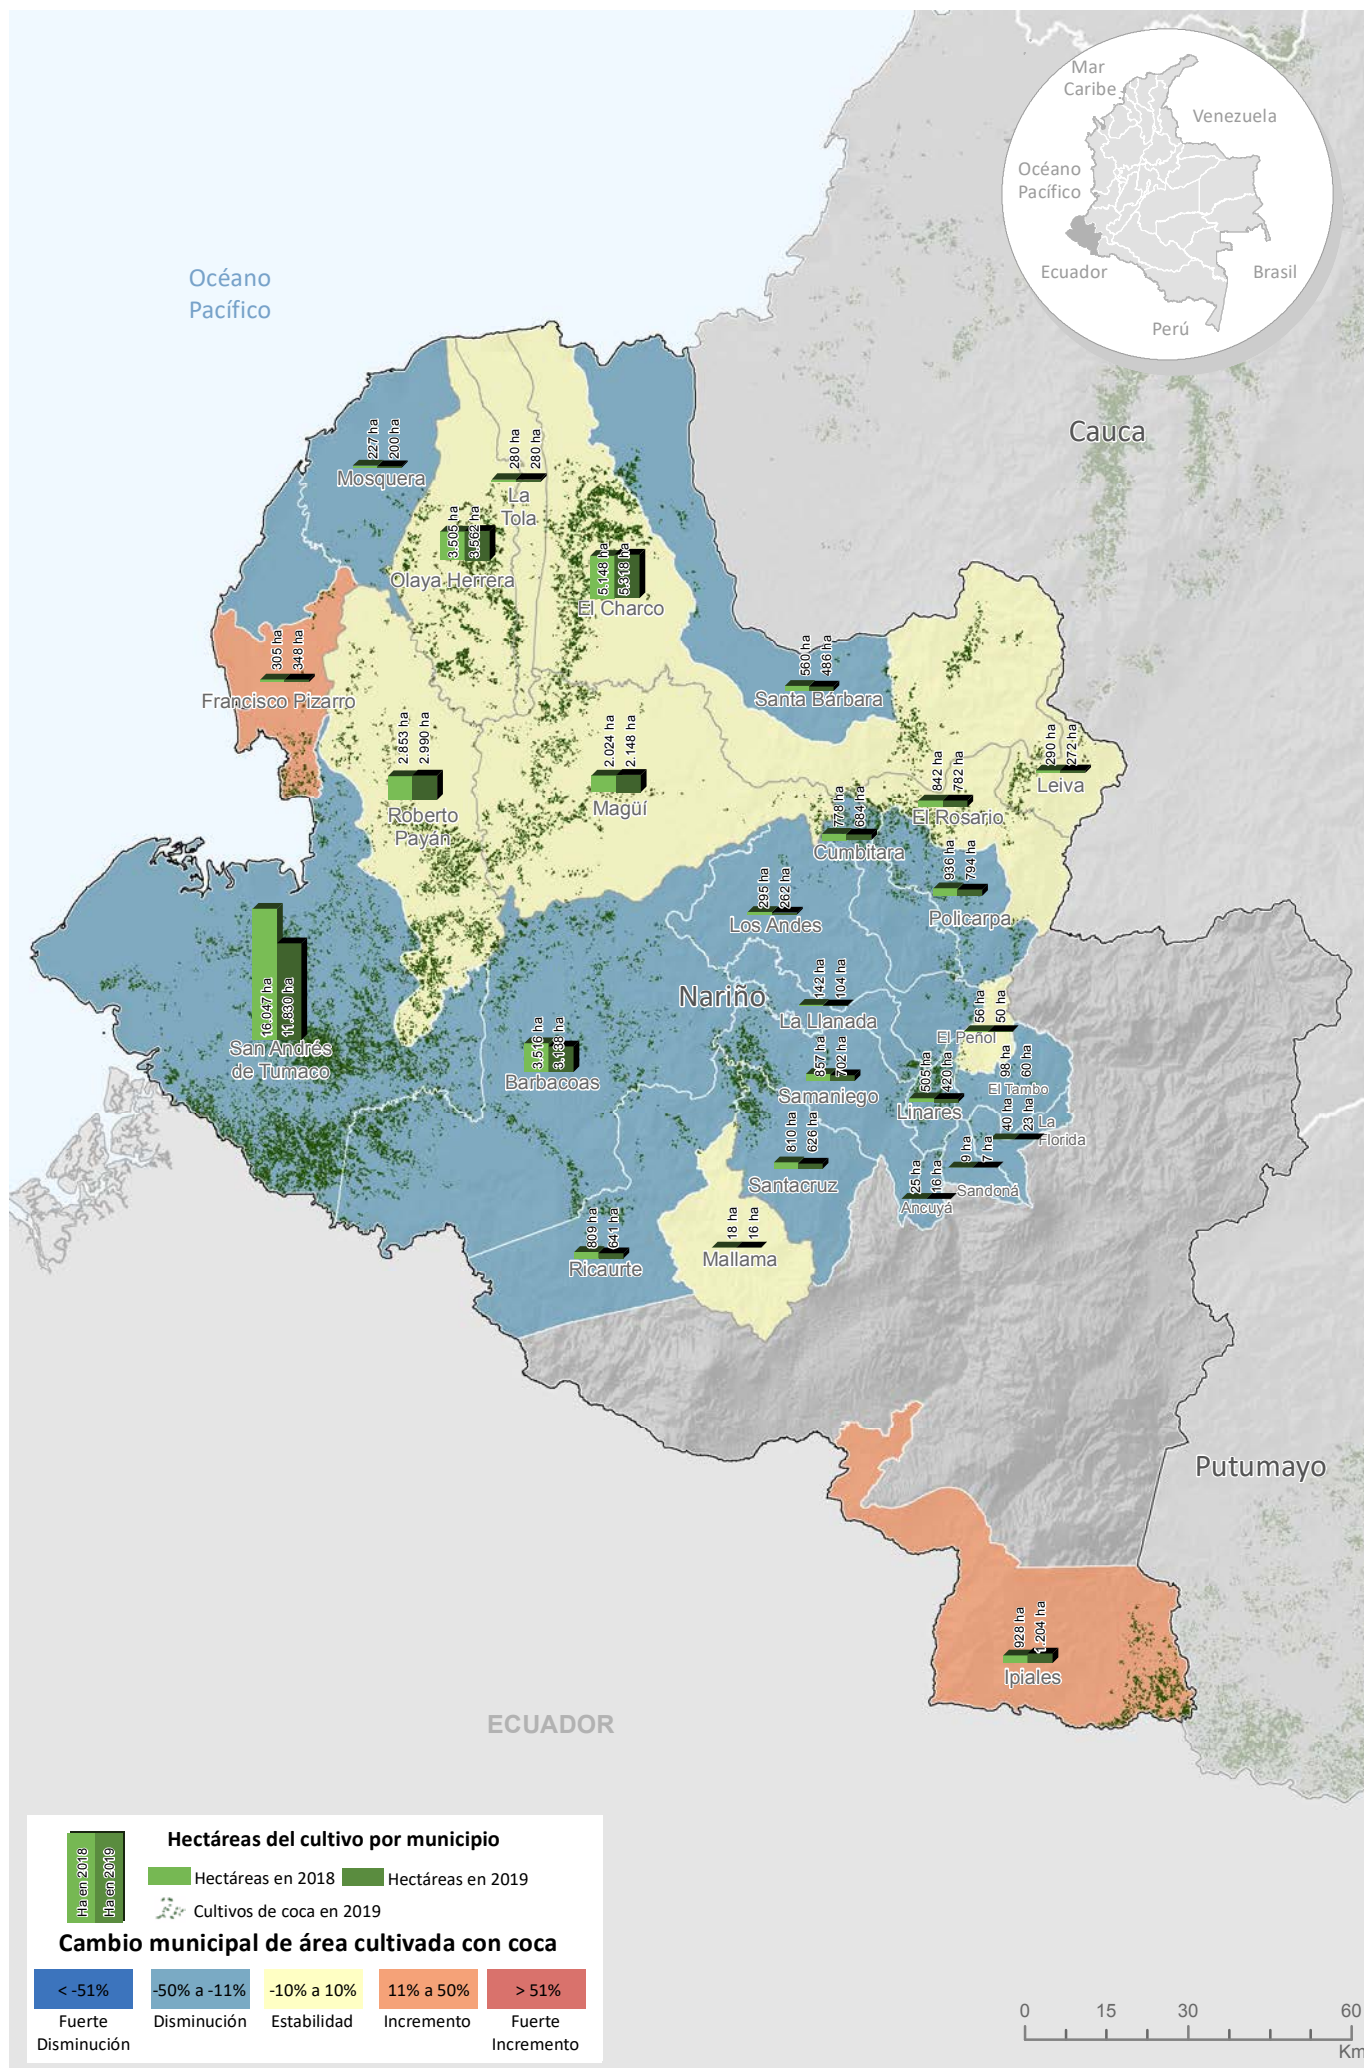 Mar
Caribe
Venezuela
Océano
Pacífico
Ecuador
Brasil
Perú
Océano
Pacífico
Cauca
227 ha
200 ha
Mosquera
280 ha
280 ha
La
Tola
3.505 ha
3.562 ha
Olaya Herrera
5.148 ha
5.318 ha
El Charco
305 ha
348 ha
Francisco Pizarro
560 ha
486 ha
Santa Bárbara
2.853 ha
2.990 ha
Roberto
Payán
2.024 ha
2.148 ha
Magüí
290 ha
272 ha
Leiva
842 ha
782 ha
El Rosario
778 ha
684 ha
Cumbitara
936 ha
794 ha
Policarpa
295 ha
262 ha
Los Andes
16.047 ha
11.830 ha
San Andrés
de Tumaco
Nariño
142 ha
104 ha
La Llanada
56 ha
50 ha
El Peñol
3.516 ha
3.138 ha
Barbacoas
857 ha
702 ha
Samaniego
505 ha
420 ha
Linares
98 ha
60 ha
El Tambo
40 ha
23 ha
La
Florida
810 ha
626 ha
Santacruz
9 ha
7 ha
Sandoná
25 ha
16 ha
Ancuyá
809 ha
641 ha
Ricaurte
18 ha
16 ha
Mallama
Putumayo
928 ha
1.204 ha
Ipiales
ECUADOR
Hectáreas del cultivo por municipio
Ha en 2018
Ha en 2019
Hectáreas en 2018
Hectáreas en 2019
Cultivos de coca en 2019
Cambio municipal de área cultivada con coca
< -51%
-50% a -11%
-10% a 10%
11% a 50%
> 51%
Fuerte
Disminución
Disminución
Estabilidad
Incremento
Fuerte
Incremento
0 15 30 60
Km